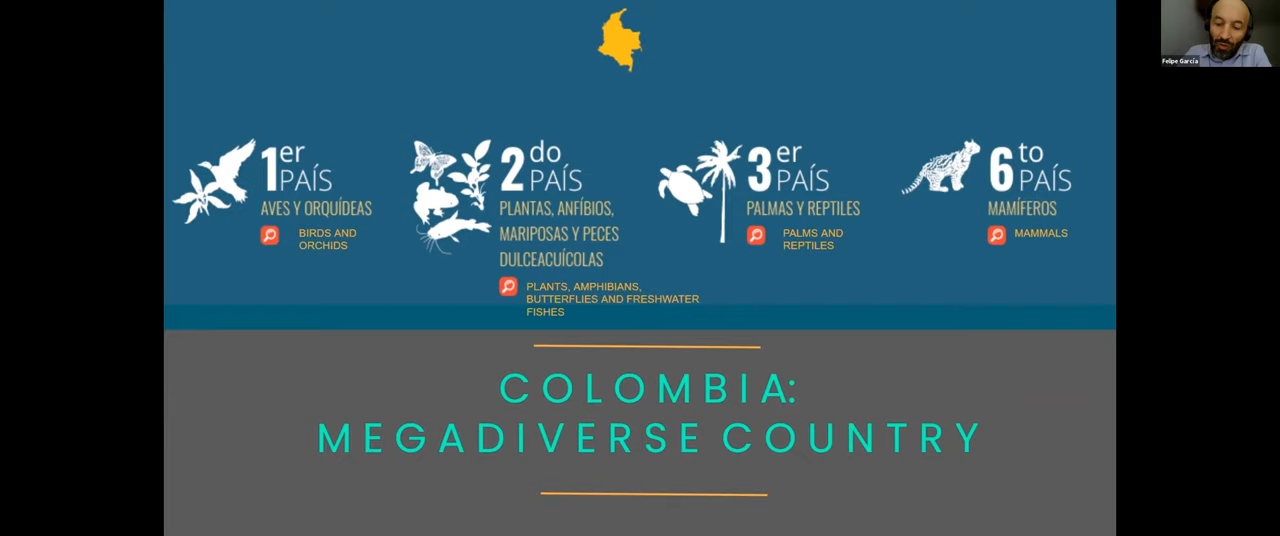 Felipe García
1er
PAÍS
AVES Y ORQUÍDEAS
BIRDS AND
ORCHIDS
2do
PAÍS
PLANTAS, ANFÍBIOS,
MARIPOSAS Y PECES
DULCEACUÍCOLAS
PLANTS, AMPHIBIANS,
BUTTERFLIES AND FRESHWATER
FISHES
3er
PAÍS
PALMAS Y REPTILES
PALMS AND
REPTILES
6to
PAÍS
MAMÍFEROS
MAMMALS
COLOMBIA:
MEGADIVERSE COUNTRY